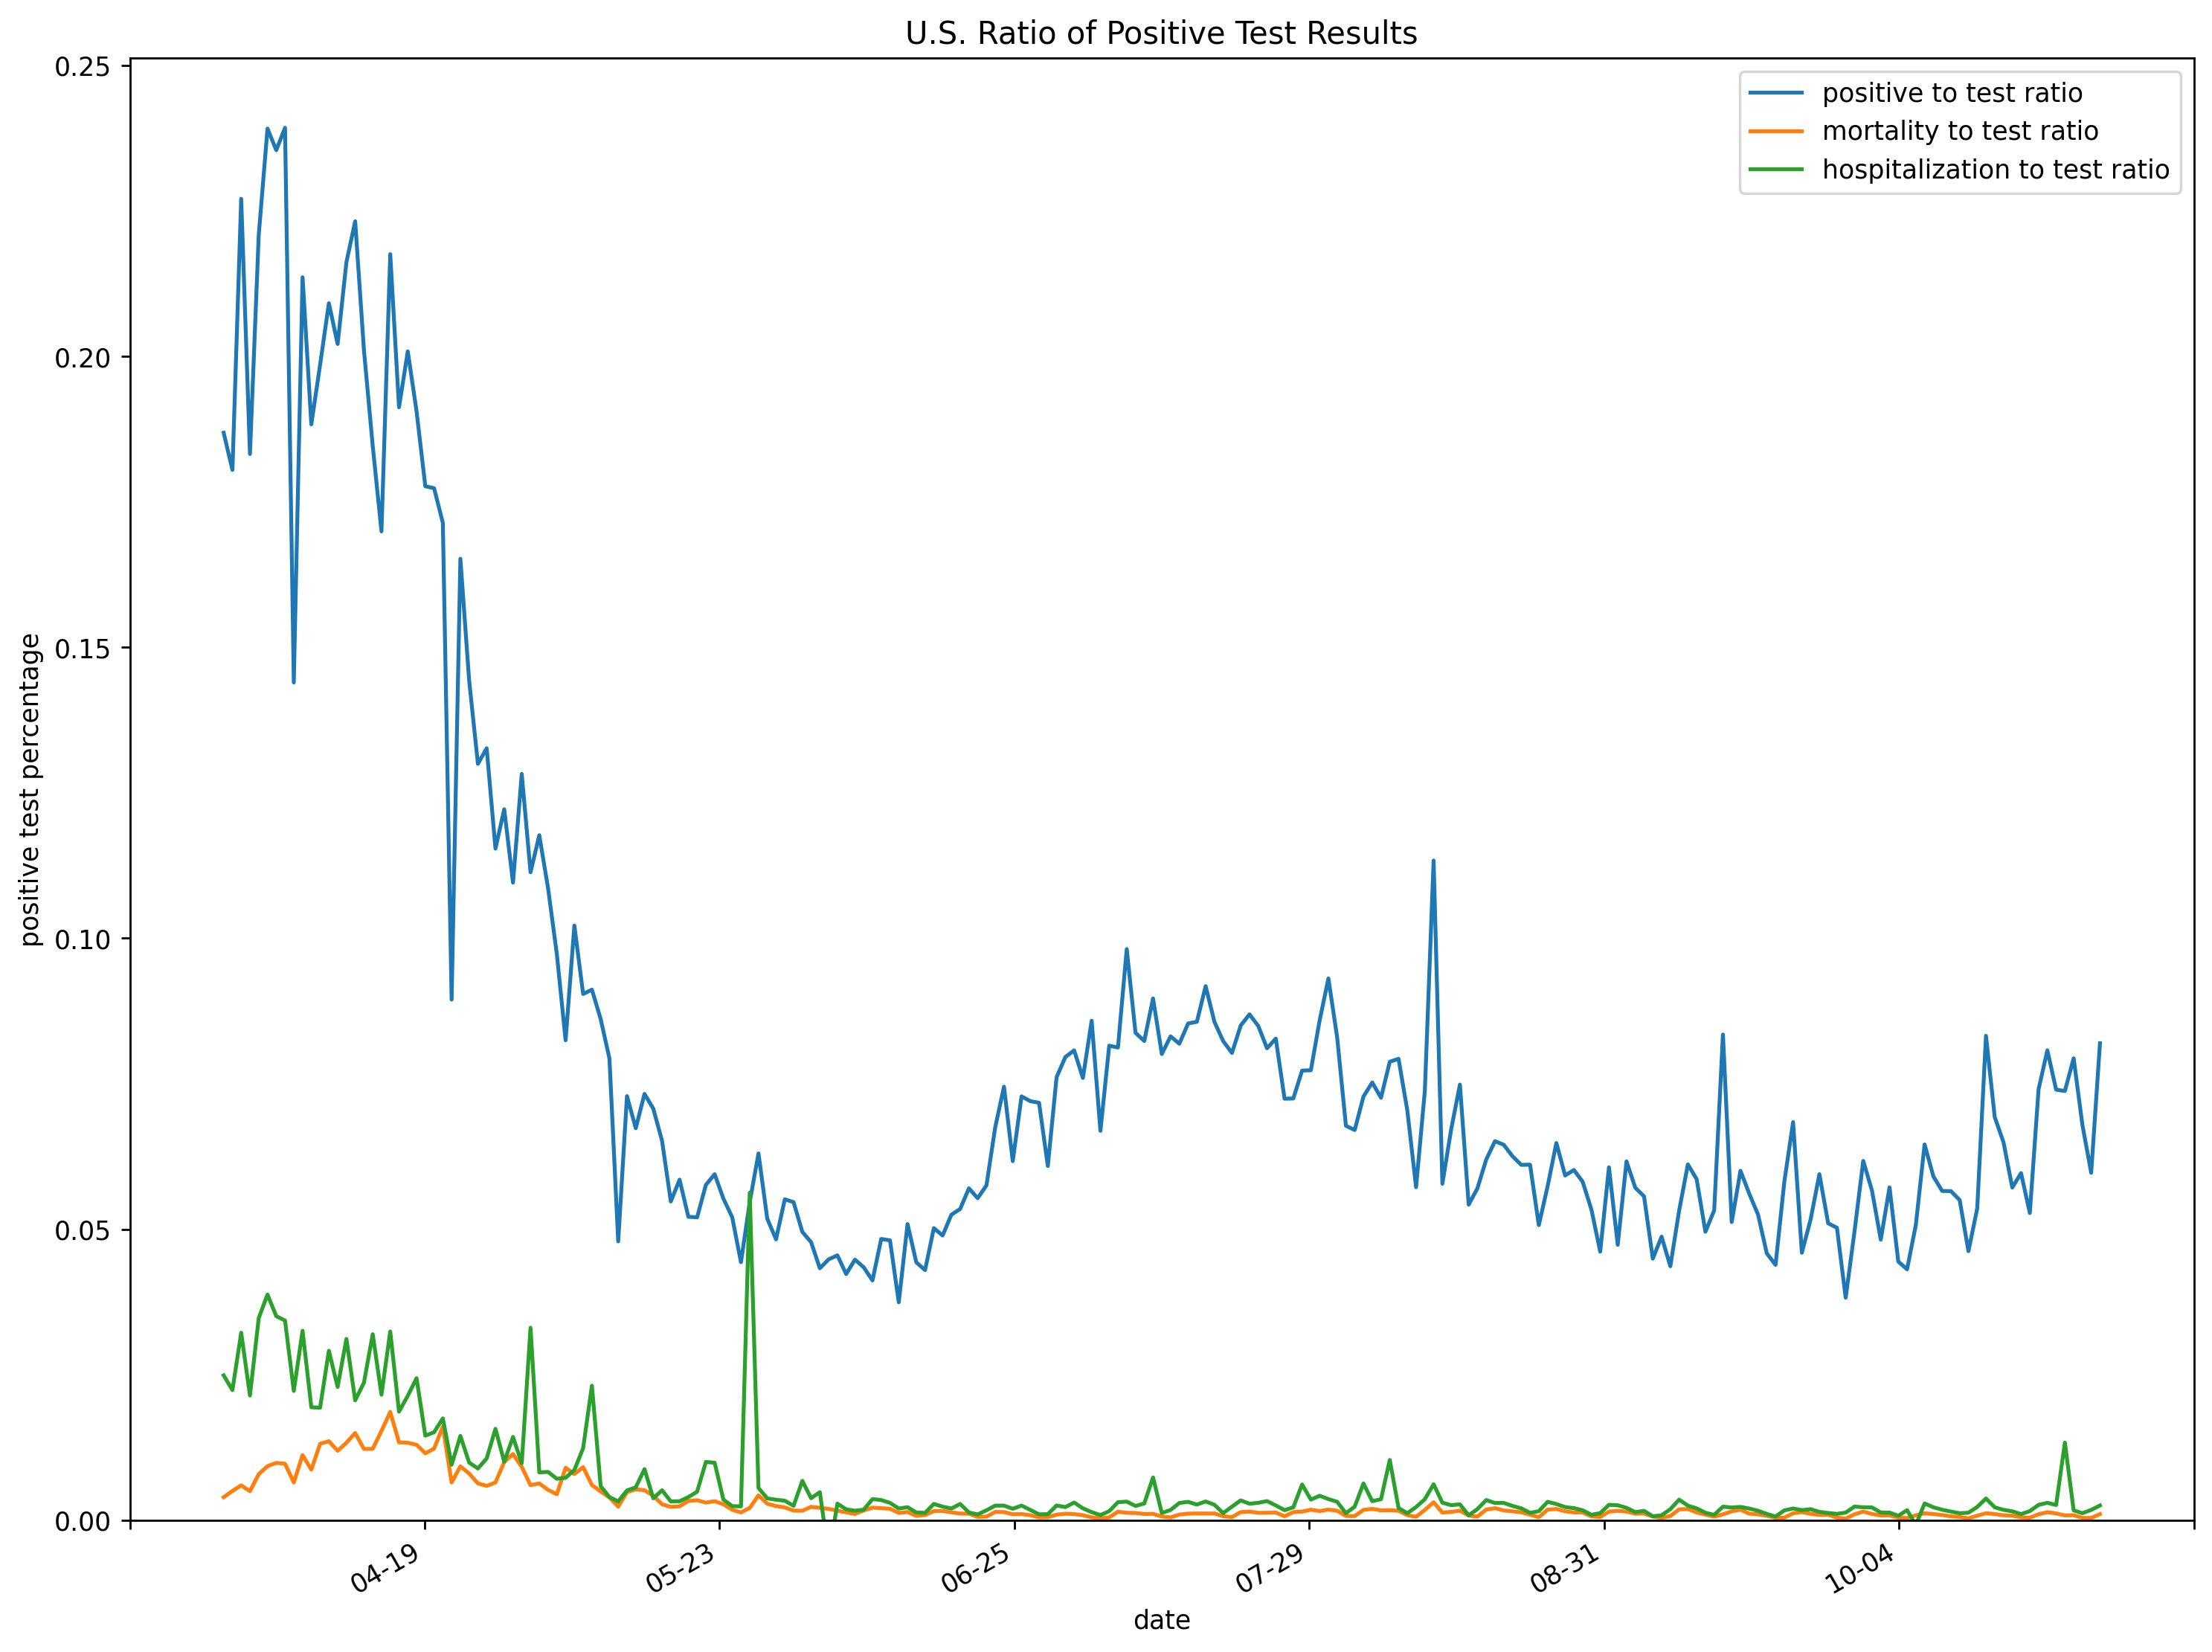 U.S. Ratio of Positive Test Results
positive to test ratio
mortality to test ratio
hospitalization to test ratio
positive test percentage
0.25
0.20
0.15
0.10
0.05
0.00
04-19
05-23
06-25
07-29
08-31
10-04
date